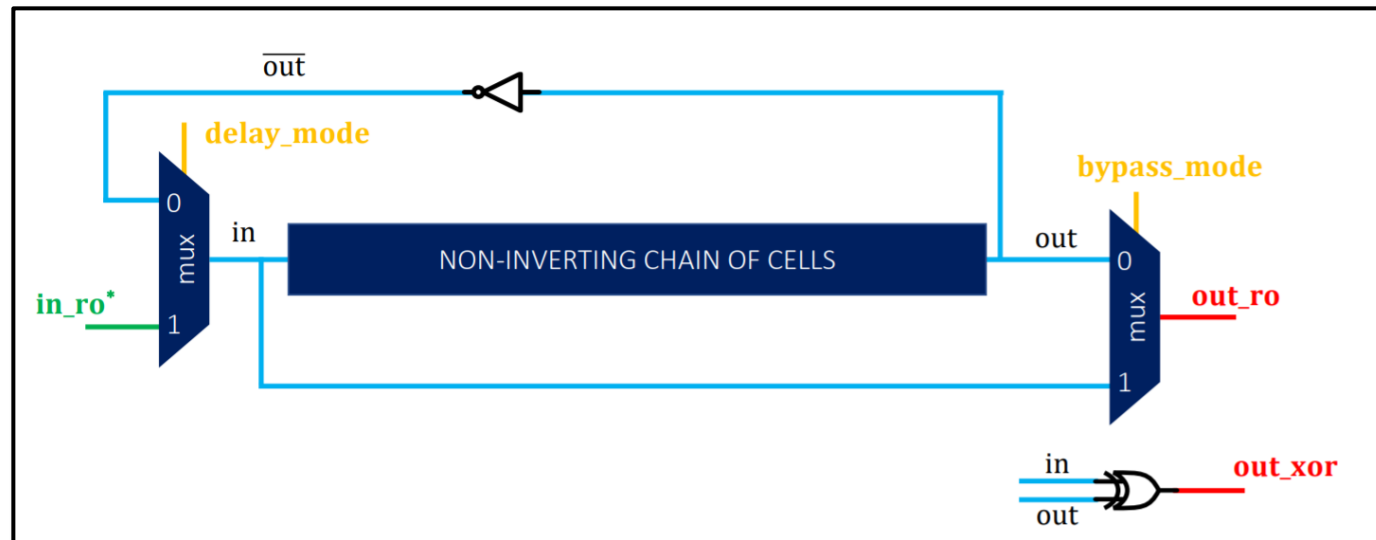 out
delay_mode
bypass_mode
0
mux
1
in
NON-INVERTING CHAIN OF CELLS
out
0
mux
1
in_ro*
out_ro
in
out
out_xor